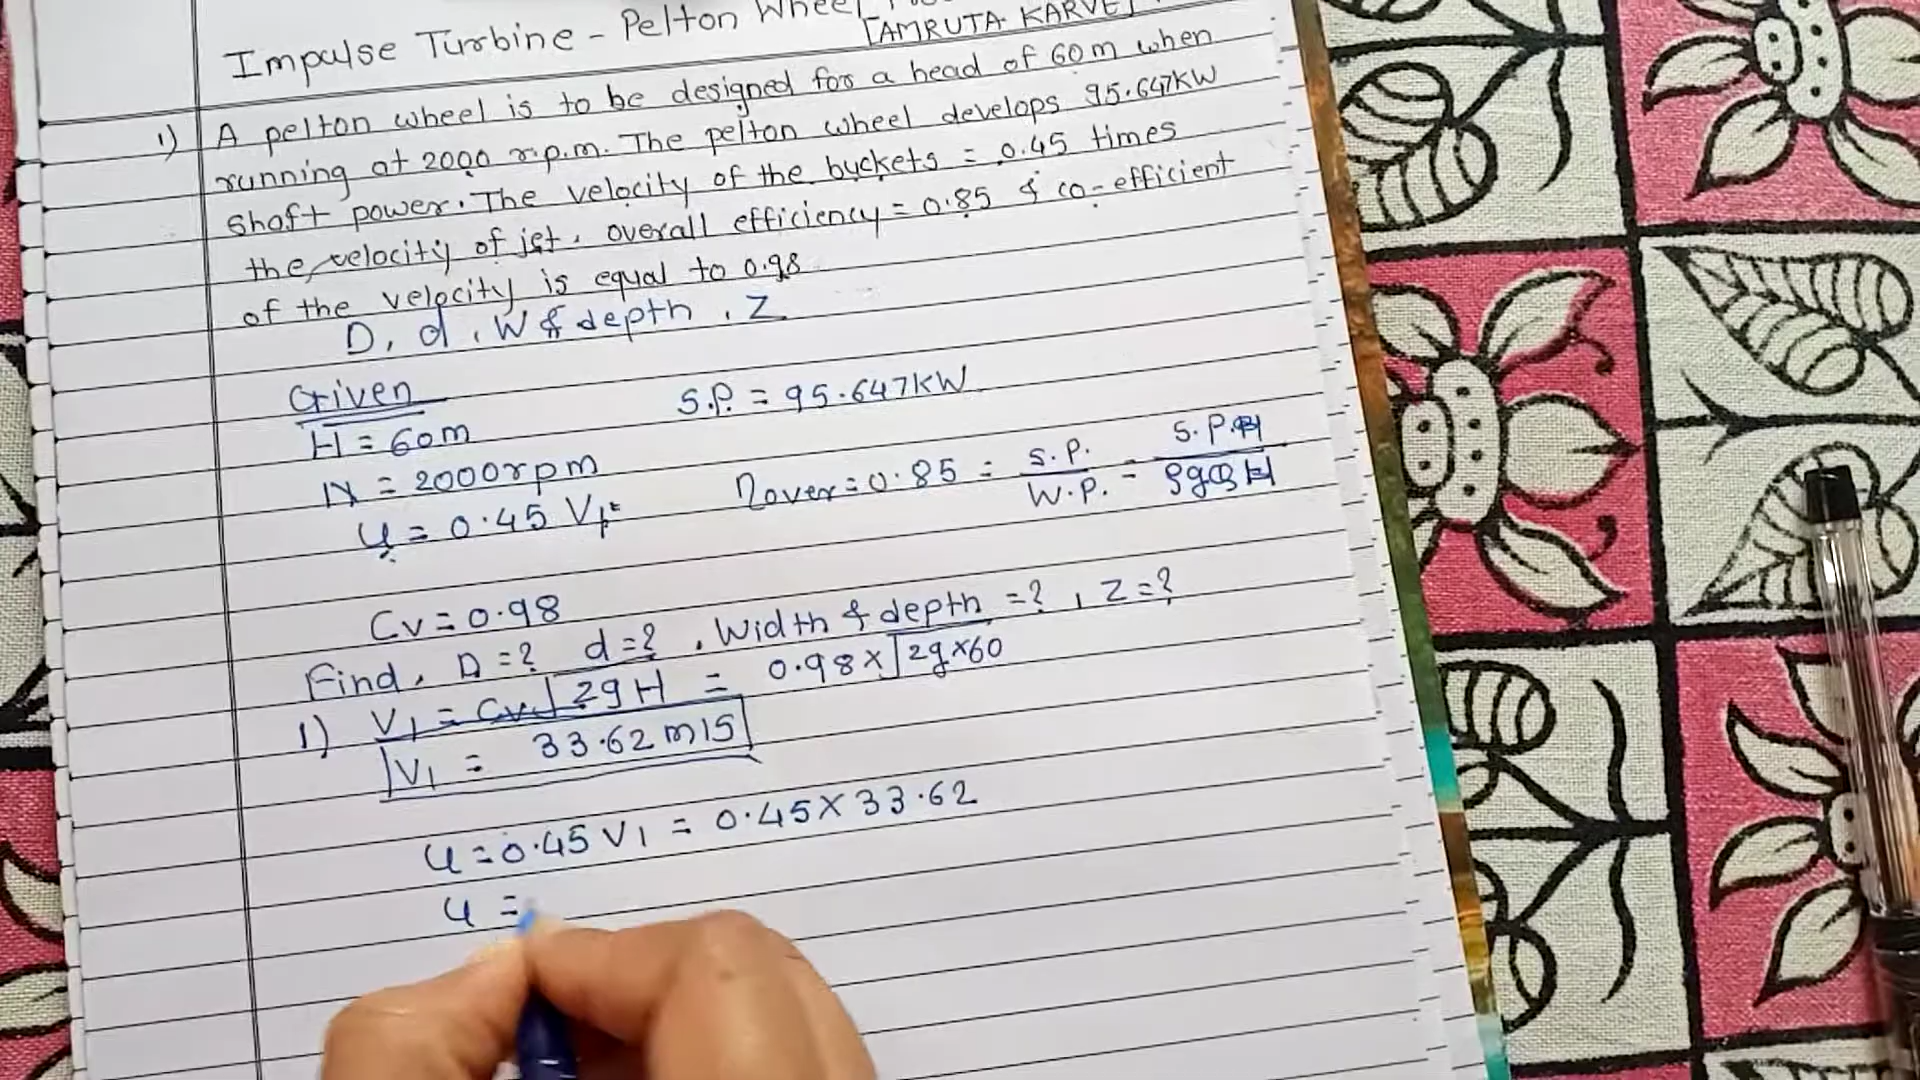 Impulse Turbine - Pelton Wheel
[AMRUTA KARVE]
1) A pelton wheel is to be designed for a head of 60m when
running at 2000 r.p.m. The pelton wheel develops 95.647KW
shaft power. The velocity of the buckets = 0.45 times
the velocity of jet, overall efficiency = 0.85 & co-efficient
of the velocity is equal to 0.98
D, d, W & depth, Z
Given
S.P. = 95.647KW
H = 60m
N = 2000rpm
ηover = 0.85 = S.P. / W.P. = S.P. / ρgQH
u = 0.45 V1
Cv = 0.98
Find, D = ? d = ?, Width & depth = ?, Z = ?
1) V1 = Cv√2gH = 0.98 × √2g×60
V1 = 33.62 m/s
u = 0.45 V1 = 0.45 × 33.62
u =